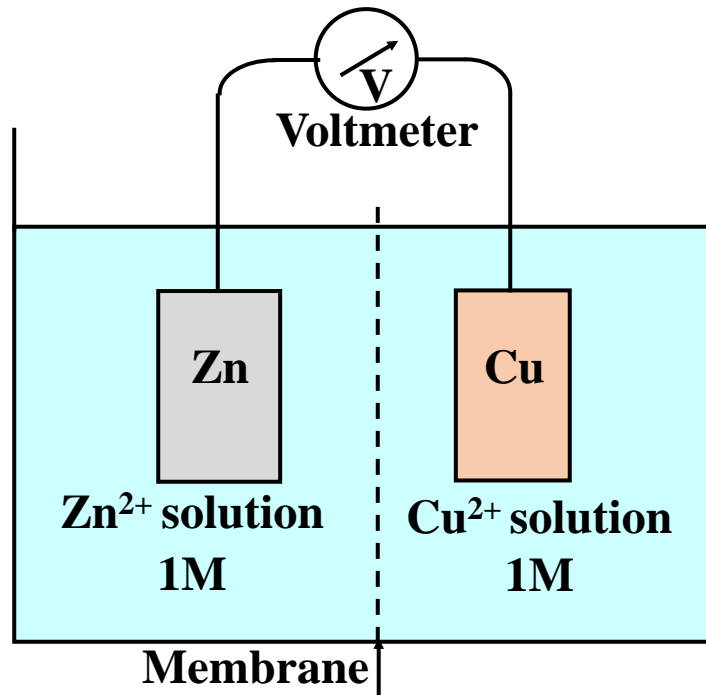 V
Voltmeter
Zn
Cu
Zn²⁺ solution
1M
Cu²⁺ solution
1M
Membrane